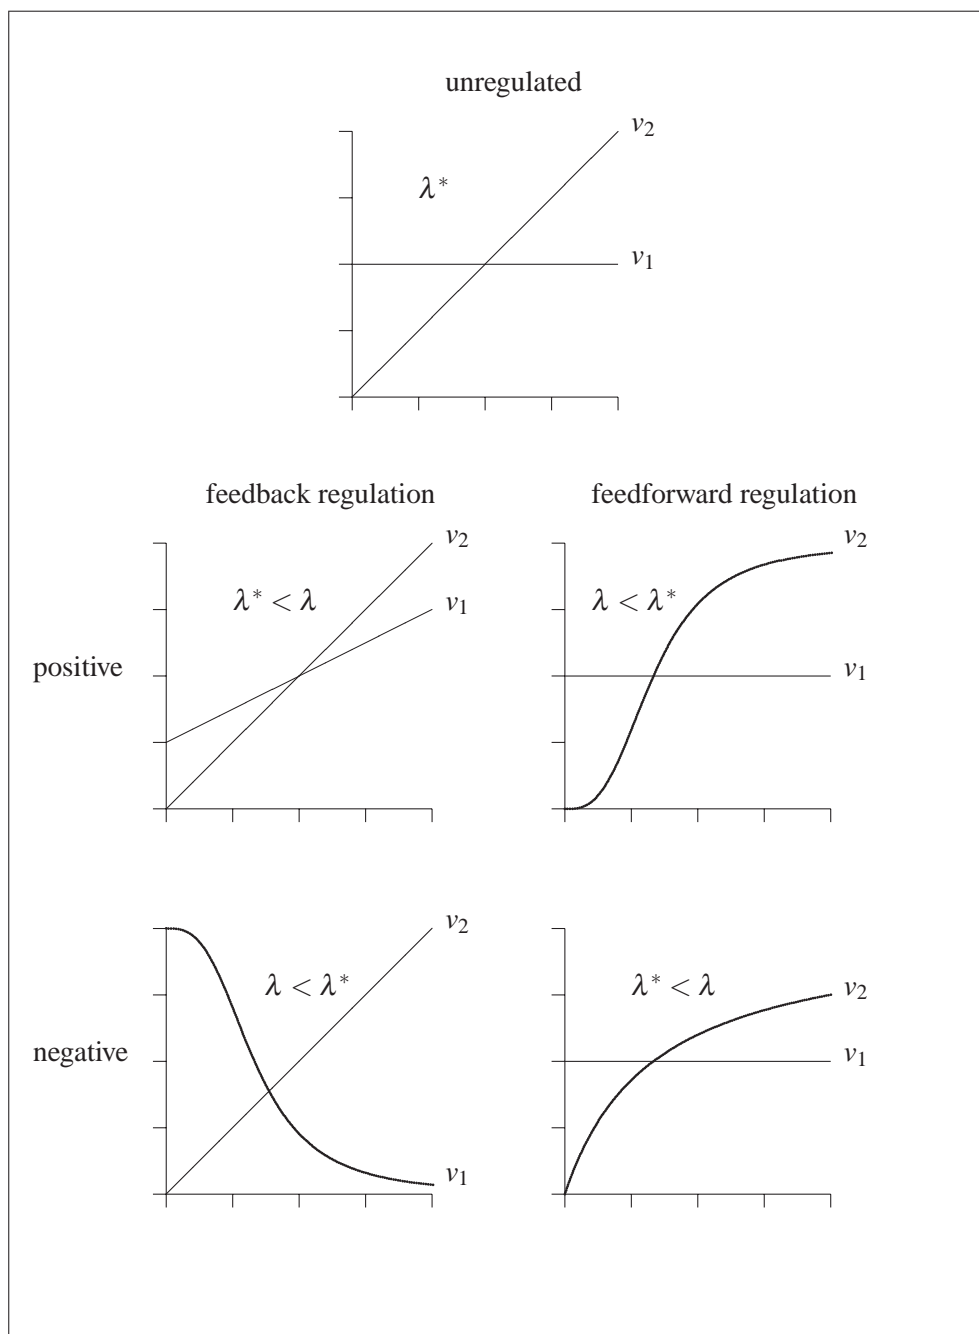 unregulated
v₂
λ*
v₁
feedback regulation
feedforward regulation
positive
v₂
λ* < λ
v₁
v₂
λ < λ*
v₁
negative
v₂
λ < λ*
v₁
λ* < λ
v₂
v₁